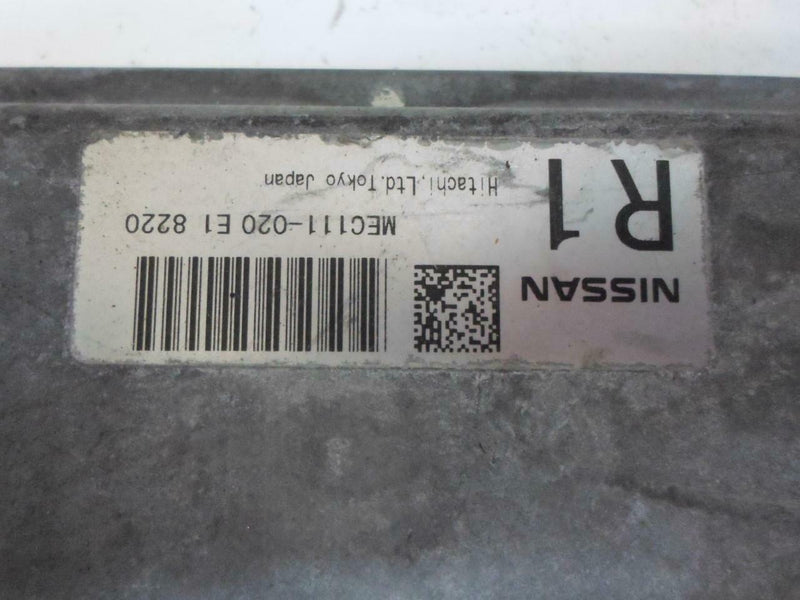 NISSAN
R1
MEC111-020 E1 8220
Hitachi,Ltd.Tokyo Japan